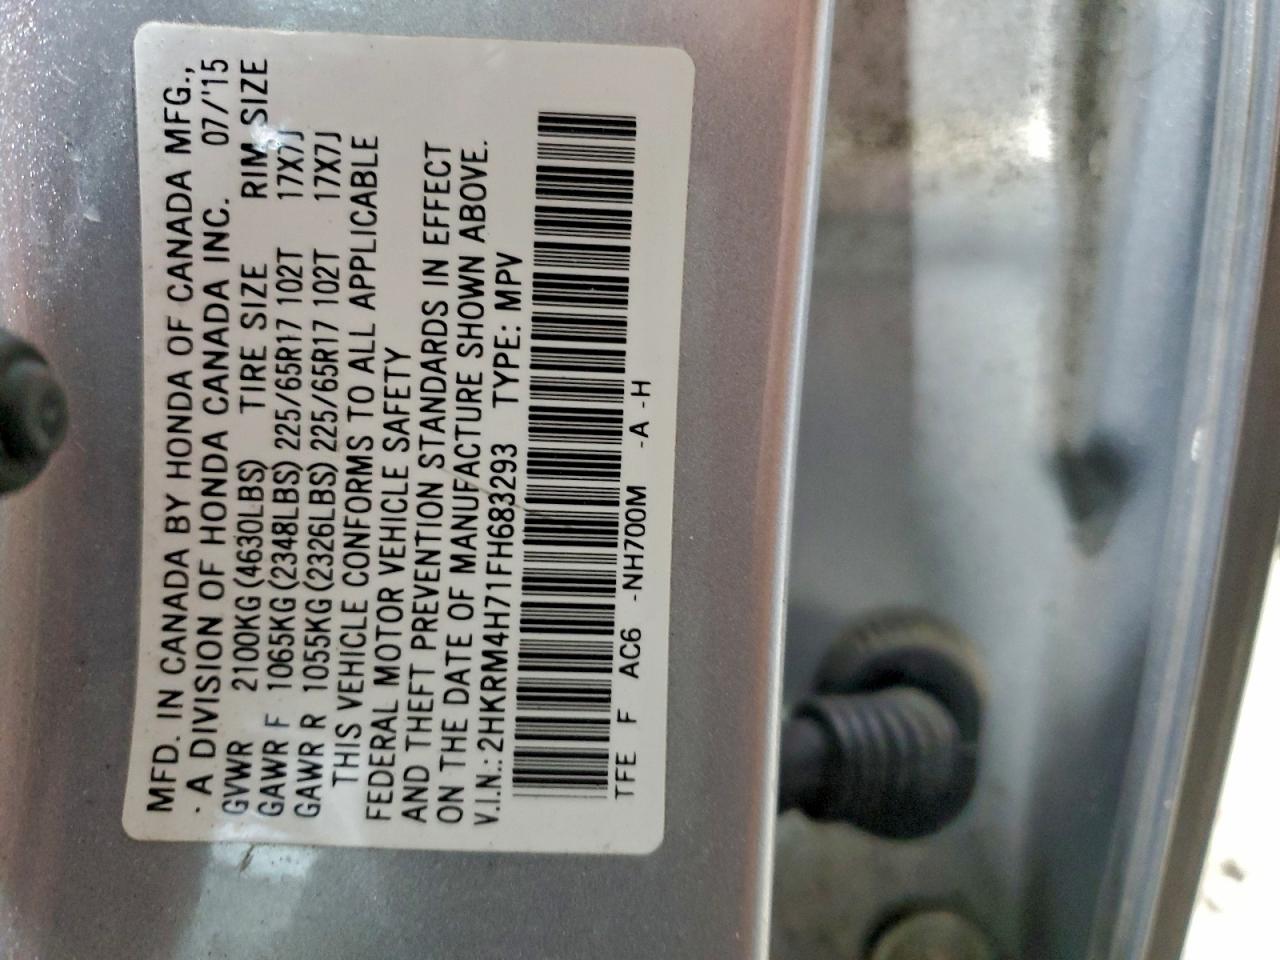 MFD. IN CANADA BY HONDA OF CANADA MFG.,
· A DIVISION OF HONDA CANADA INC. 07/'15
GVWR 2100KG (4630LBS) TIRE SIZE RIM SIZE
GAWR F 1065KG (2348LBS) 225/65R17 102T 17X7J
GAWR R 1055KG (2326LBS) 225/65R17 102T 17X7J
THIS VEHICLE CONFORMS TO ALL APPLICABLE
FEDERAL MOTOR VEHICLE SAFETY
AND THEFT PREVENTION STANDARDS IN EFFECT
ON THE DATE OF MANUFACTURE SHOWN ABOVE.
V.I.N.: 2HKRM4H71FH683293 TYPE: MPV
TFE F AC6 -NH700M -A -H